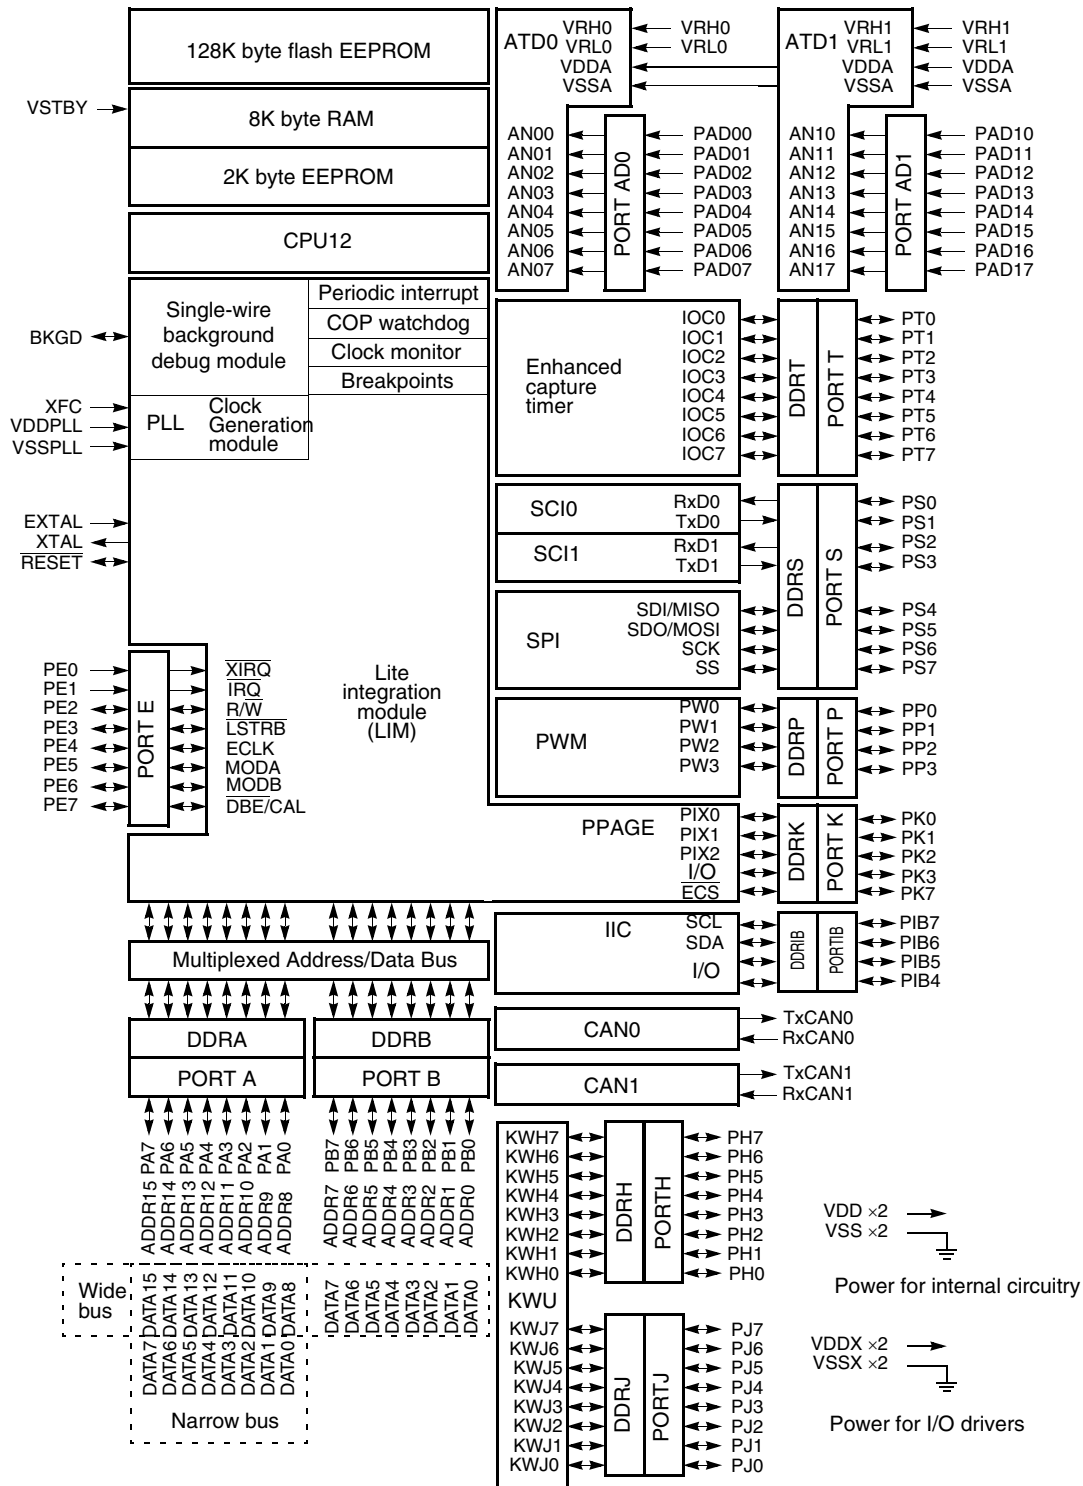 128K byte flash EEPROM
VSTBY
8K byte RAM
2K byte EEPROM
CPU12
Single-wire
background
debug module
Periodic interrupt
COP watchdog
Clock monitor
Breakpoints
BKGD
XFC
VDDPLL
VSSPLL
PLL
Clock
Generation
module
EXTAL
XTAL
RESET
PE0
PE1
PE2
PE3
PE4
PE5
PE6
PE7
PORT E
XIRQ
IRQ
R/W
LSTRB
ECLK
MODA
MODB
DBE/CAL
Lite
integration
module
(LIM)
ATD0
VRH0
VRL0
VDDA
VSSA
VRH0
VRL0
AN00
AN01
AN02
AN03
AN04
AN05
AN06
AN07
PORT AD0
PAD00
PAD01
PAD02
PAD03
PAD04
PAD05
PAD06
PAD07
ATD1
VRH1
VRL1
VDDA
VSSA
VRH1
VRL1
VDDA
VSSA
AN10
AN11
AN12
AN13
AN14
AN15
AN16
AN17
PORT AD1
PAD10
PAD11
PAD12
PAD13
PAD14
PAD15
PAD16
PAD17
Enhanced
capture
timer
IOC0
IOC1
IOC2
IOC3
IOC4
IOC5
IOC6
IOC7
DDRT
PORT T
PT0
PT1
PT2
PT3
PT4
PT5
PT6
PT7
SCI0
RxD0
TxD0
SCI1
RxD1
TxD1
SPI
SDI/MISO
SDO/MOSI
SCK
SS
DDRS
PORT S
PS0
PS1
PS2
PS3
PS4
PS5
PS6
PS7
PWM
PW0
PW1
PW2
PW3
DDRP
PORT P
PP0
PP1
PP2
PP3
PPAGE
PIX0
PIX1
PIX2
I/O
ECS
DDRK
PORT K
PK0
PK1
PK2
PK3
PK7
IIC
SCL
SDA
I/O
DDRIB
PORTIB
PIB7
PIB6
PIB5
PIB4
CAN0
TxCAN0
RxCAN0
CAN1
TxCAN1
RxCAN1
Multiplexed Address/Data Bus
DDRA
PORT A
DDRB
PORT B
ADDR15 PA7
ADDR14 PA6
ADDR13 PA5
ADDR12 PA4
ADDR11 PA3
ADDR10 PA2
ADDR9 PA1
ADDR8 PA0
ADDR7 PB7
ADDR6 PB6
ADDR5 PB5
ADDR4 PB4
ADDR3 PB3
ADDR2 PB2
ADDR1 PB1
ADDR0 PB0
Wide
bus
DATA15
DATA14
DATA13
DATA12
DATA11
DATA10
DATA9
DATA8
DATA7
DATA6
DATA5
DATA4
DATA3
DATA2
DATA1
DATA0
DATA7
DATA6
DATA5
DATA4
DATA3
DATA2
DATA1
DATA0
Narrow bus
KWH7
KWH6
KWH5
KWH4
KWH3
KWH2
KWH1
KWH0
DDRH
PORTH
PH7
PH6
PH5
PH4
PH3
PH2
PH1
PH0
KWU
KWJ7
KWJ6
KWJ5
KWJ4
KWJ3
KWJ2
KWJ1
KWJ0
DDRJ
PORTJ
PJ7
PJ6
PJ5
PJ4
PJ3
PJ2
PJ1
PJ0
VDD ×2
VSS ×2
Power for internal circuitry
VDDX ×2
VSSX ×2
Power for I/O drivers